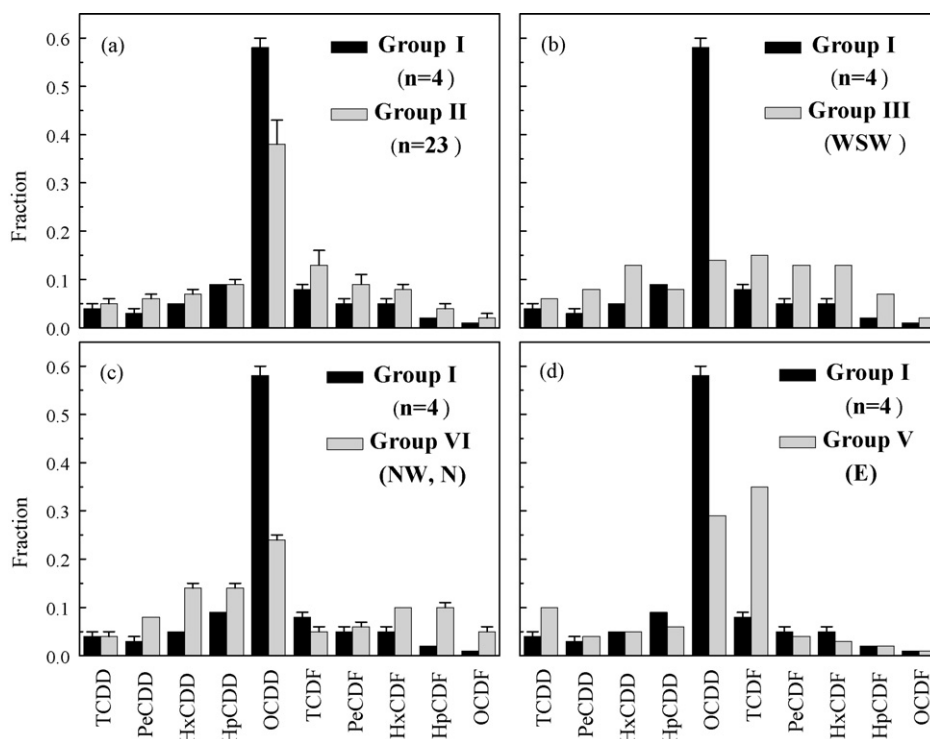 (a)
Group I
(n=4)
Group II
(n=23 )
(b)
Group I
(n=4)
Group III
(WSW )
Fraction
0.6
0.5
0.4
0.3
0.2
0.1
0.0
(c)
Group I
(n=4)
Group VI
(NW, N)
(d)
Group I
(n=4)
Group V
(E)
Fraction
0.6
0.5
0.4
0.3
0.2
0.1
0.0
TCDD
PeCDD
HxCDD
HpCDD
OCDD
TCDF
PeCDF
HxCDF
HpCDF
OCDF
TCDD
PeCDD
HxCDD
HpCDD
OCDD
TCDF
PeCDF
HxCDF
HpCDF
OCDF